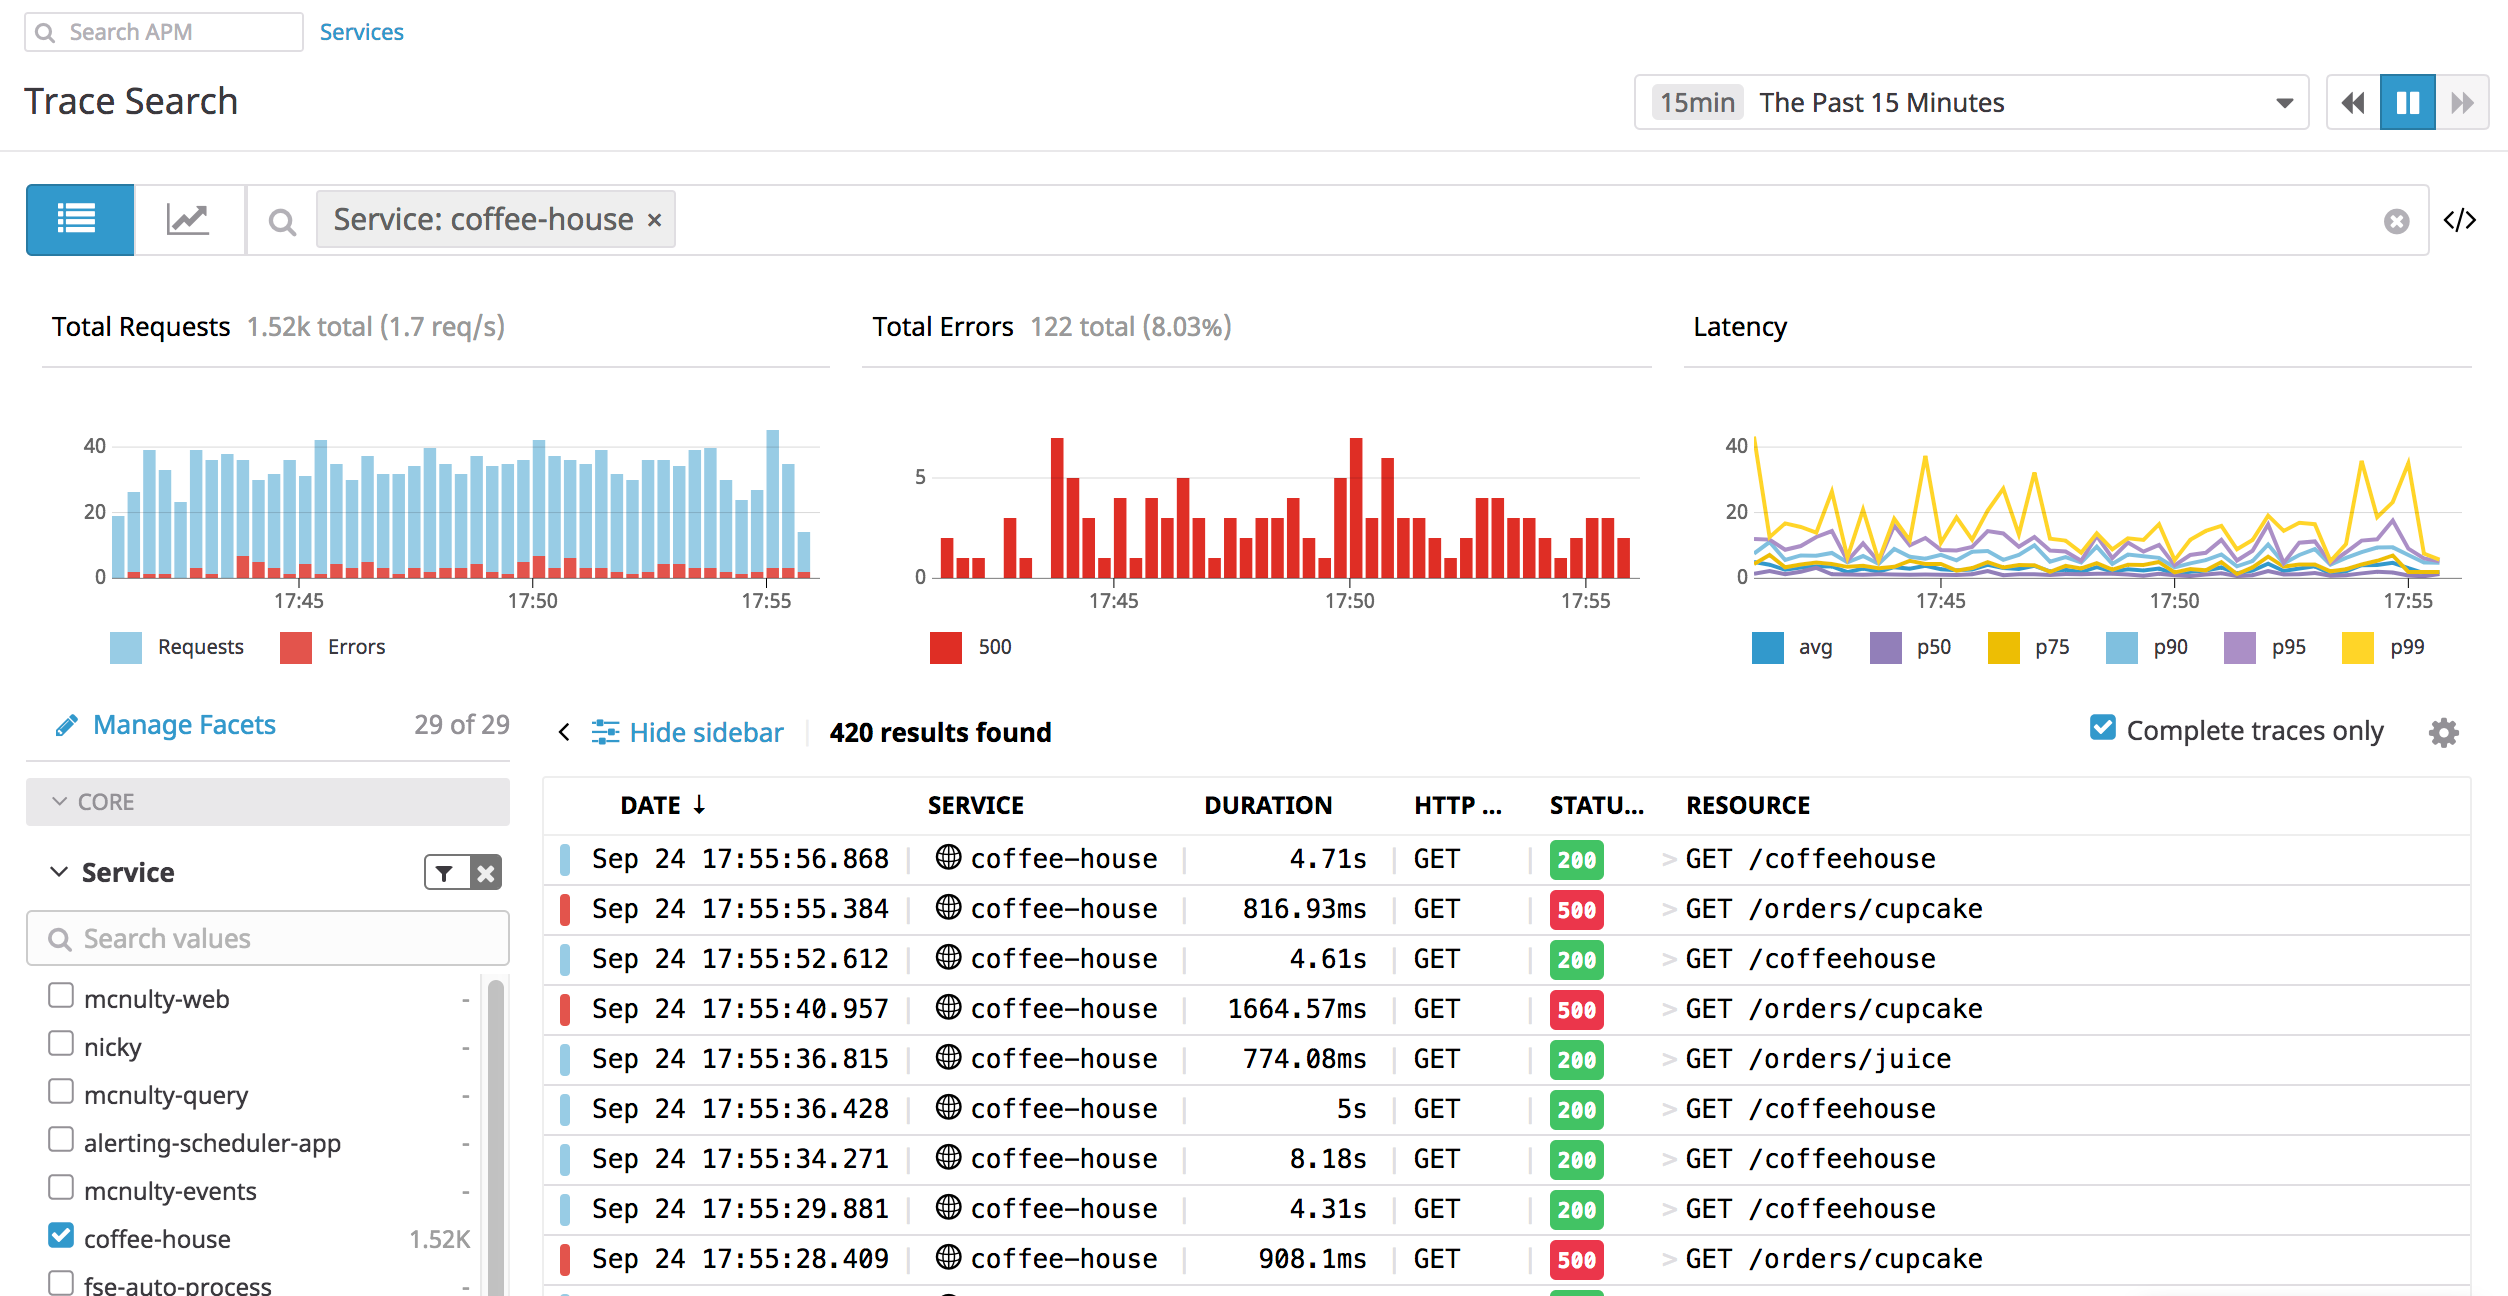 Search APM Services
Trace Search
15min The Past 15 Minutes
Service: coffee-house ×
</>
Total Requests 1.52k total (1.7 req/s)
40
20
0
17:45 17:50 17:55
Requests Errors
Total Errors 122 total (8.03%)
5
0
17:45 17:50 17:55
500
Latency
40
20
0
17:45 17:50 17:55
avg p50 p75 p90 p95 p99
Manage Facets 29 of 29
CORE
Service
Search values
mcnulty-web -
nicky -
mcnulty-query -
alerting-scheduler-app -
mcnulty-events -
coffee-house 1.52K
fse-auto-process -
Hide sidebar 420 results found Complete traces only
DATE ↓ SERVICE DURATION HTTP ... STATU... RESOURCE
Sep 24 17:55:56.868 coffee-house 4.71s GET 200 > GET /coffeehouse
Sep 24 17:55:55.384 coffee-house 816.93ms GET 500 > GET /orders/cupcake
Sep 24 17:55:52.612 coffee-house 4.61s GET 200 > GET /coffeehouse
Sep 24 17:55:40.957 coffee-house 1664.57ms GET 500 > GET /orders/cupcake
Sep 24 17:55:36.815 coffee-house 774.08ms GET 200 > GET /orders/juice
Sep 24 17:55:36.428 coffee-house 5s GET 200 > GET /coffeehouse
Sep 24 17:55:34.271 coffee-house 8.18s GET 200 > GET /coffeehouse
Sep 24 17:55:29.881 coffee-house 4.31s GET 200 > GET /coffeehouse
Sep 24 17:55:28.409 coffee-house 908.1ms GET 500 > GET /orders/cupcake